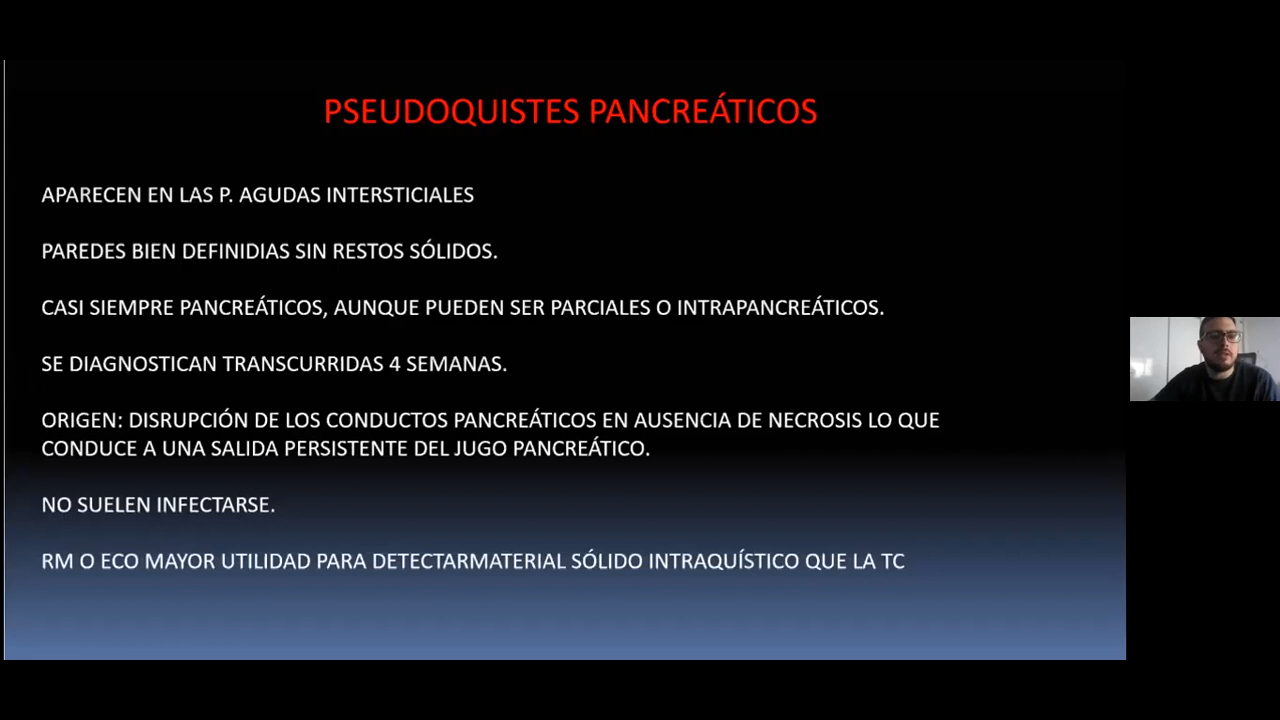 PSEUDOQUISTES PANCREÁTICOS
APARECEN EN LAS P. AGUDAS INTERSTICIALES
PAREDES BIEN DEFINIDIAS SIN RESTOS SÓLIDOS.
CASI SIEMPRE PANCREÁTICOS, AUNQUE PUEDEN SER PARCIALES O INTRAPANCREÁTICOS.
SE DIAGNOSTICAN TRANSCURRIDAS 4 SEMANAS.
ORIGEN: DISRUPCIÓN DE LOS CONDUCTOS PANCREÁTICOS EN AUSENCIA DE NECROSIS LO QUE
CONDUCE A UNA SALIDA PERSISTENTE DEL JUGO PANCREÁTICO.
NO SUELEN INFECTARSE.
RM O ECO MAYOR UTILIDAD PARA DETECTARMATERIAL SÓLIDO INTRAQUÍSTICO QUE LA TC